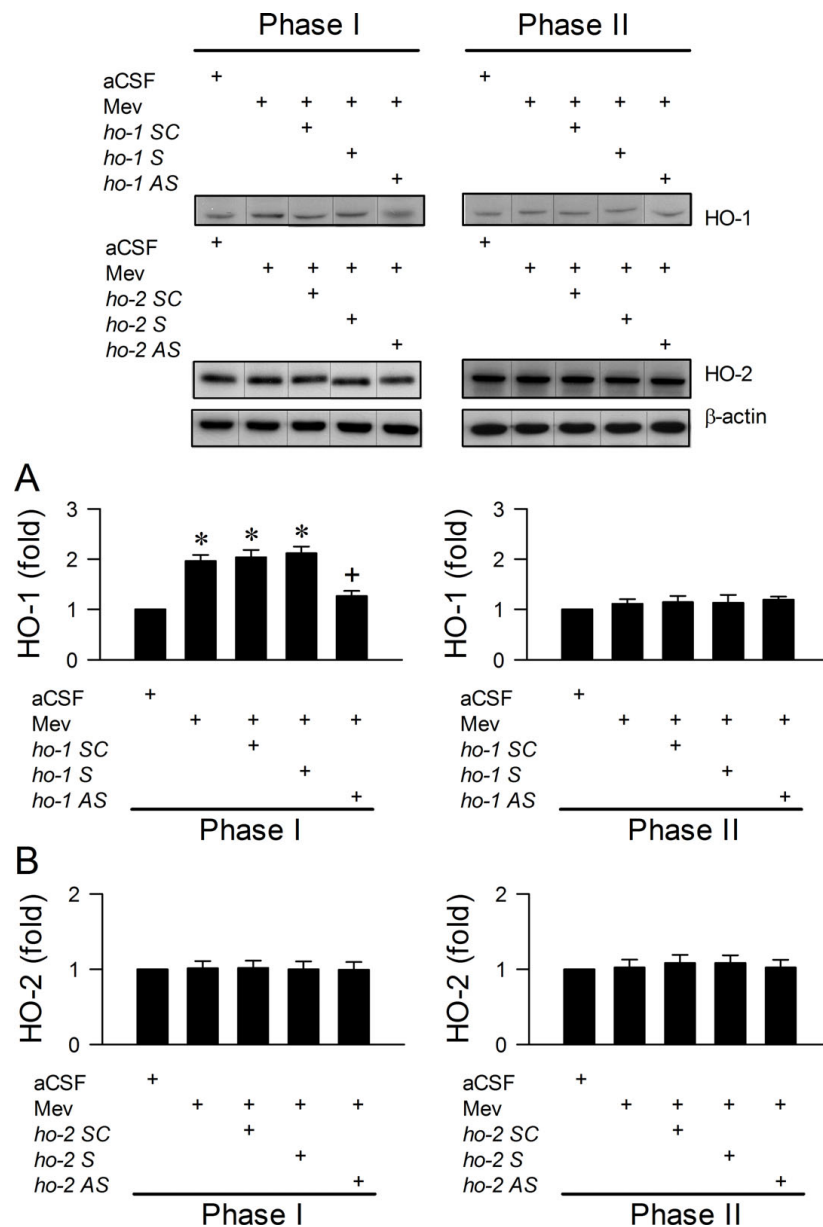 Phase I Phase II
aCSF + +
Mev + + + + + + + +
ho-1 SC + +
ho-1 S + +
ho-1 AS + +
HO-1
aCSF + +
Mev + + + + + + + +
ho-2 SC + +
ho-2 S + +
ho-2 AS + +
HO-2
β-actin
A
HO-1 (fold)
3
2
1
0
* * * +
aCSF +
Mev + + + +
ho-1 SC +
ho-1 S +
ho-1 AS +
Phase I
HO-1 (fold)
3
2
1
0
aCSF +
Mev + + + +
ho-1 SC +
ho-1 S +
ho-1 AS +
Phase II
B
HO-2 (fold)
2
1
0
aCSF +
Mev + + + +
ho-2 SC +
ho-2 S +
ho-2 AS +
Phase I
HO-2 (fold)
2
1
0
aCSF +
Mev + + + +
ho-2 SC +
ho-2 S +
ho-2 AS +
Phase II